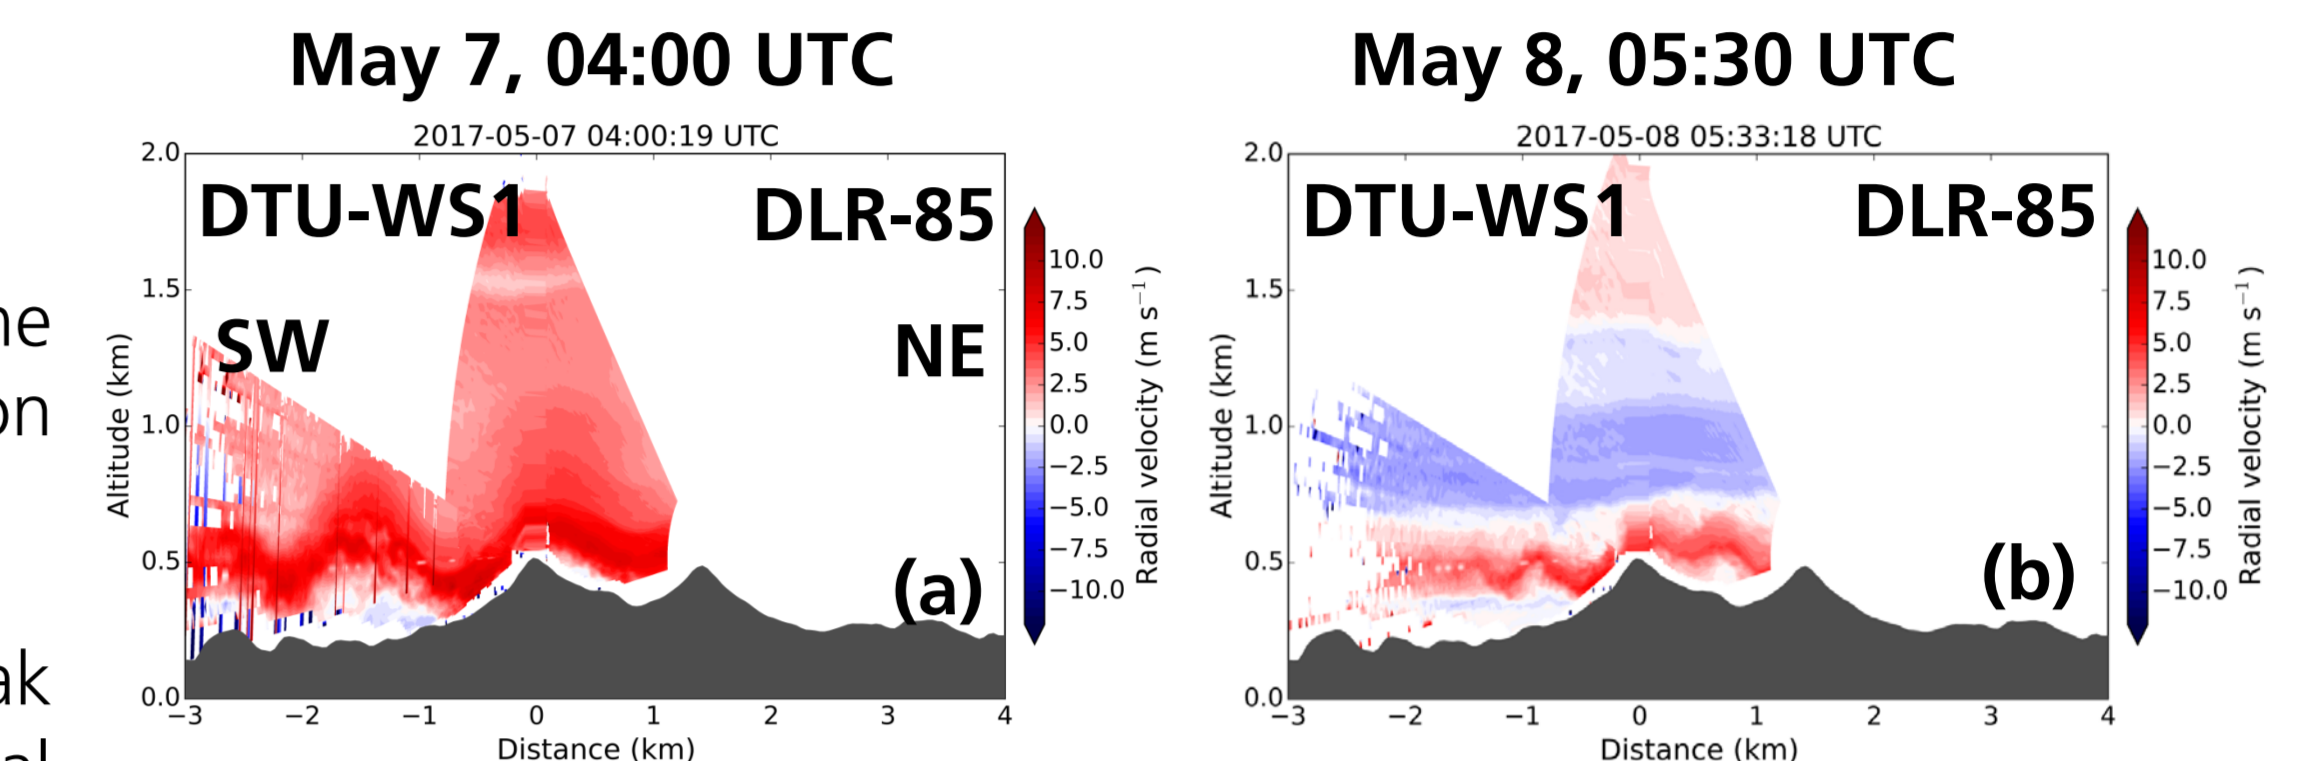 May 7, 04:00 UTC
2017-05-07 04:00:19 UTC
DTU-WS1
DLR-85
SW
NE
(a)
2.0
1.5
1.0
0.5
0.0
Altitude (km)
−3 −2 −1 0 1 2 3 4
Distance (km)
10.0
7.5
5.0
2.5
0.0
−2.5
−5.0
−7.5
−10.0
Radial velocity (m s⁻¹)
May 8, 05:30 UTC
2017-05-08 05:33:18 UTC
DTU-WS1
DLR-85
(b)
2.0
1.5
1.0
0.5
0.0
Altitude (km)
−3 −2 −1 0 1 2 3 4
Distance (km)
10.0
7.5
5.0
2.5
0.0
−2.5
−5.0
−7.5
−10.0
Radial velocity (m s⁻¹)